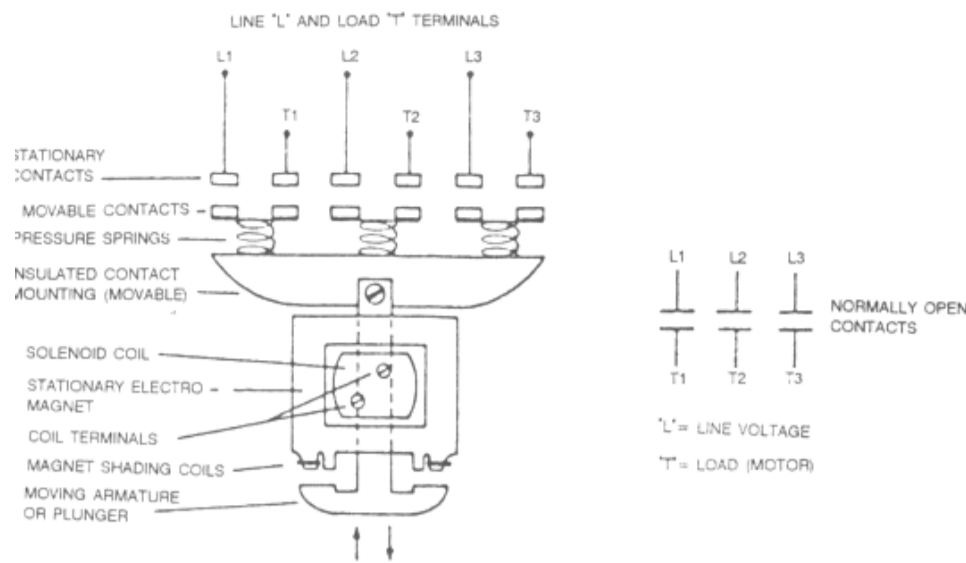 LINE "L" AND LOAD "T" TERMINALS
L1
L2
L3
T1
T2
T3
STATIONARY
CONTACTS
MOVABLE CONTACTS
PRESSURE SPRINGS
INSULATED CONTACT
MOUNTING (MOVABLE)
SOLENOID COIL
STATIONARY ELECTRO -
MAGNET
COIL TERMINALS
MAGNET SHADING COILS
MOVING ARMATURE
OR PLUNGER
L1
L2
L3
NORMALLY OPEN
CONTACTS
T1
T2
T3
"L" = LINE VOLTAGE
"T" = LOAD (MOTOR)